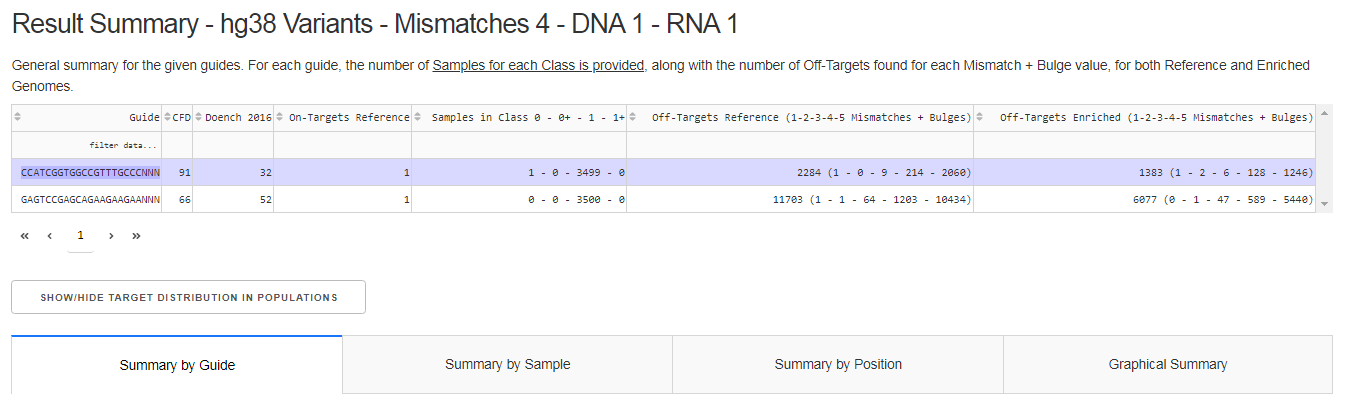 Result Summary - hg38 Variants - Mismatches 4 - DNA 1 - RNA 1
General summary for the given guides. For each guide, the number of Samples for each Class is provided, along with the number of Off-Targets found for each Mismatch + Bulge value, for both Reference and Enriched
Genomes.
Guide CFD Doench 2016 On-Targets Reference Samples in Class 0 - 0+ - 1 - 1+ Off-Targets Reference (1-2-3-4-5 Mismatches + Bulges) Off-Targets Enriched (1-2-3-4-5 Mismatches + Bulges)
filter data...
CCATCGGTGGCCGTTTGCCCNNN 91 32 1 1 - 0 - 3499 - 0 2284 (1 - 0 - 9 - 214 - 2060) 1383 (1 - 2 - 6 - 128 - 1246)
GAGTCCGAGCAGAAGAAGAANNN 66 52 1 0 - 0 - 3500 - 0 11703 (1 - 1 - 64 - 1203 - 10434) 6077 (0 - 1 - 47 - 589 - 5440)
« ‹ 1 › »
SHOW/HIDE TARGET DISTRIBUTION IN POPULATIONS
Summary by Guide Summary by Sample Summary by Position Graphical Summary